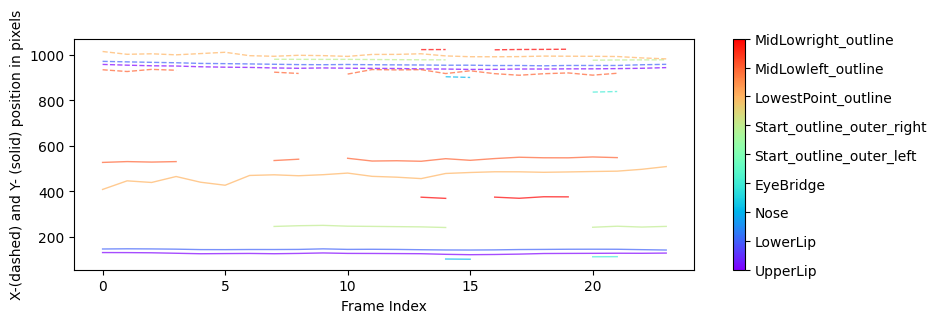 X-(dashed) and Y- (solid) position in pixels
1000
800
600
400
200
0
5
10
15
20
Frame Index
MidLowright_outline
MidLowleft_outline
LowestPoint_outline
Start_outline_outer_right
Start_outline_outer_left
EyeBridge
Nose
LowerLip
UpperLip